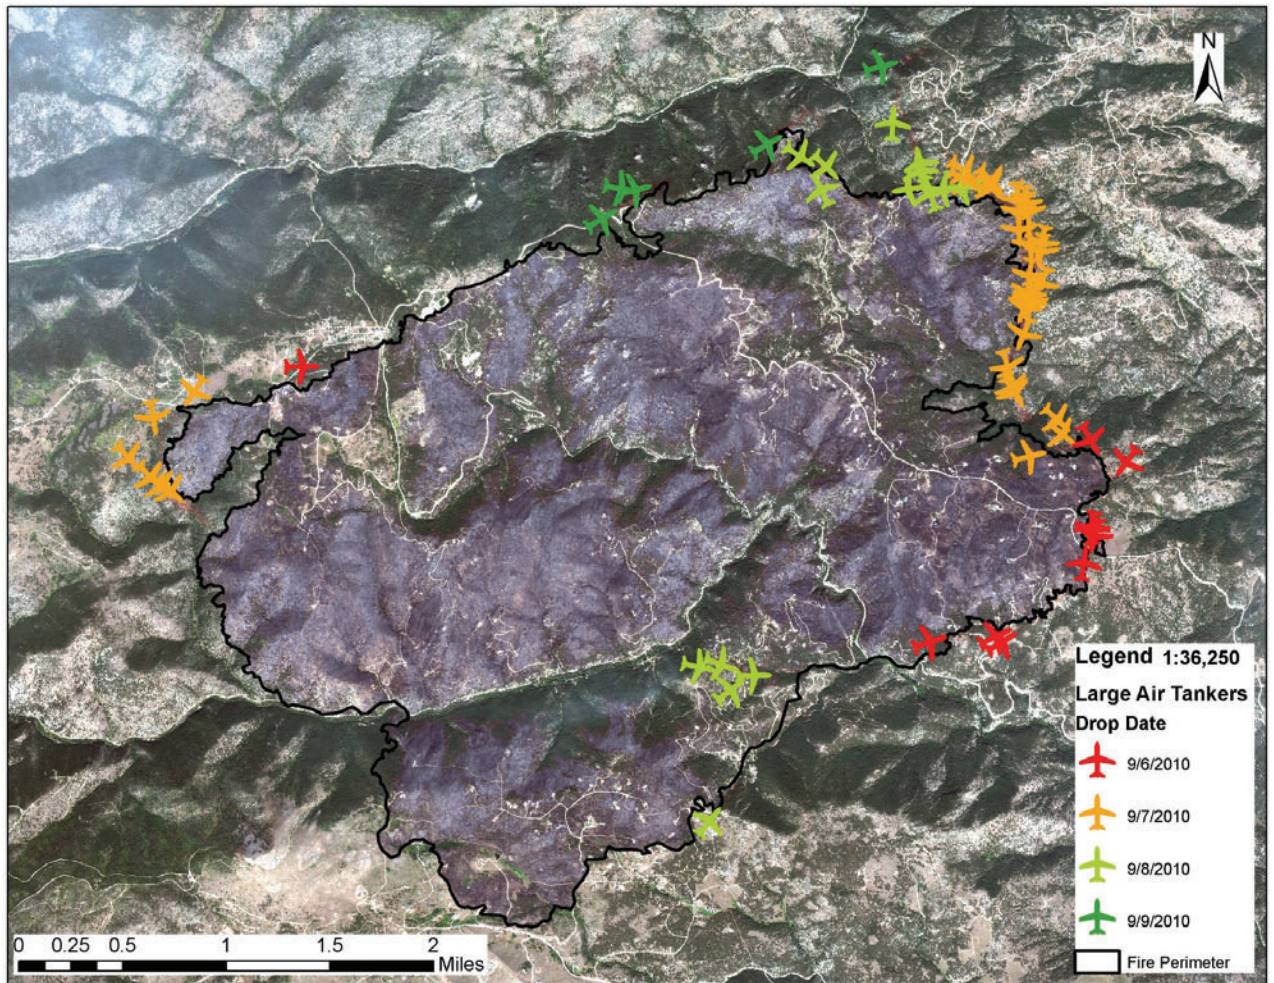 N
Legend 1:36,250
Large Air Tankers
Drop Date
9/6/2010
9/7/2010
9/8/2010
9/9/2010
Fire Perimeter
0 0.25 0.5 1 1.5 2
Miles